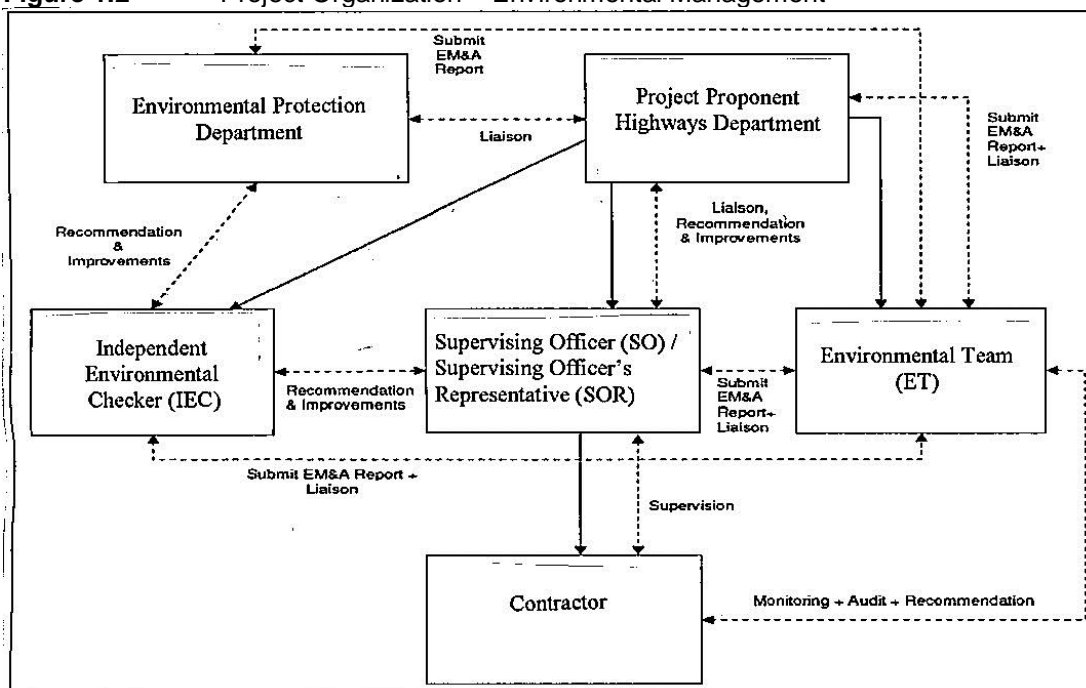 Project Organization – Environmental Management
Submit
EM&A
Report
Environmental Protection
Department
Liaison
Project Proponent
Highways Department
Submit
EM&A
Report+
Liaison
Recommendation
&
Improvements
Liaison,
Recommendation
& Improvements
Independent
Environmental
Checker (IEC)
Recommendation
& Improvements
Supervising Officer (SO) /
Supervising Officer's
Representative (SOR)
Submit
EM&A
Report+
Liaison
Environmental Team
(ET)
Submit EM&A Report +
Liaison
Supervision
Contractor
Monitoring + Audit + Recommendation